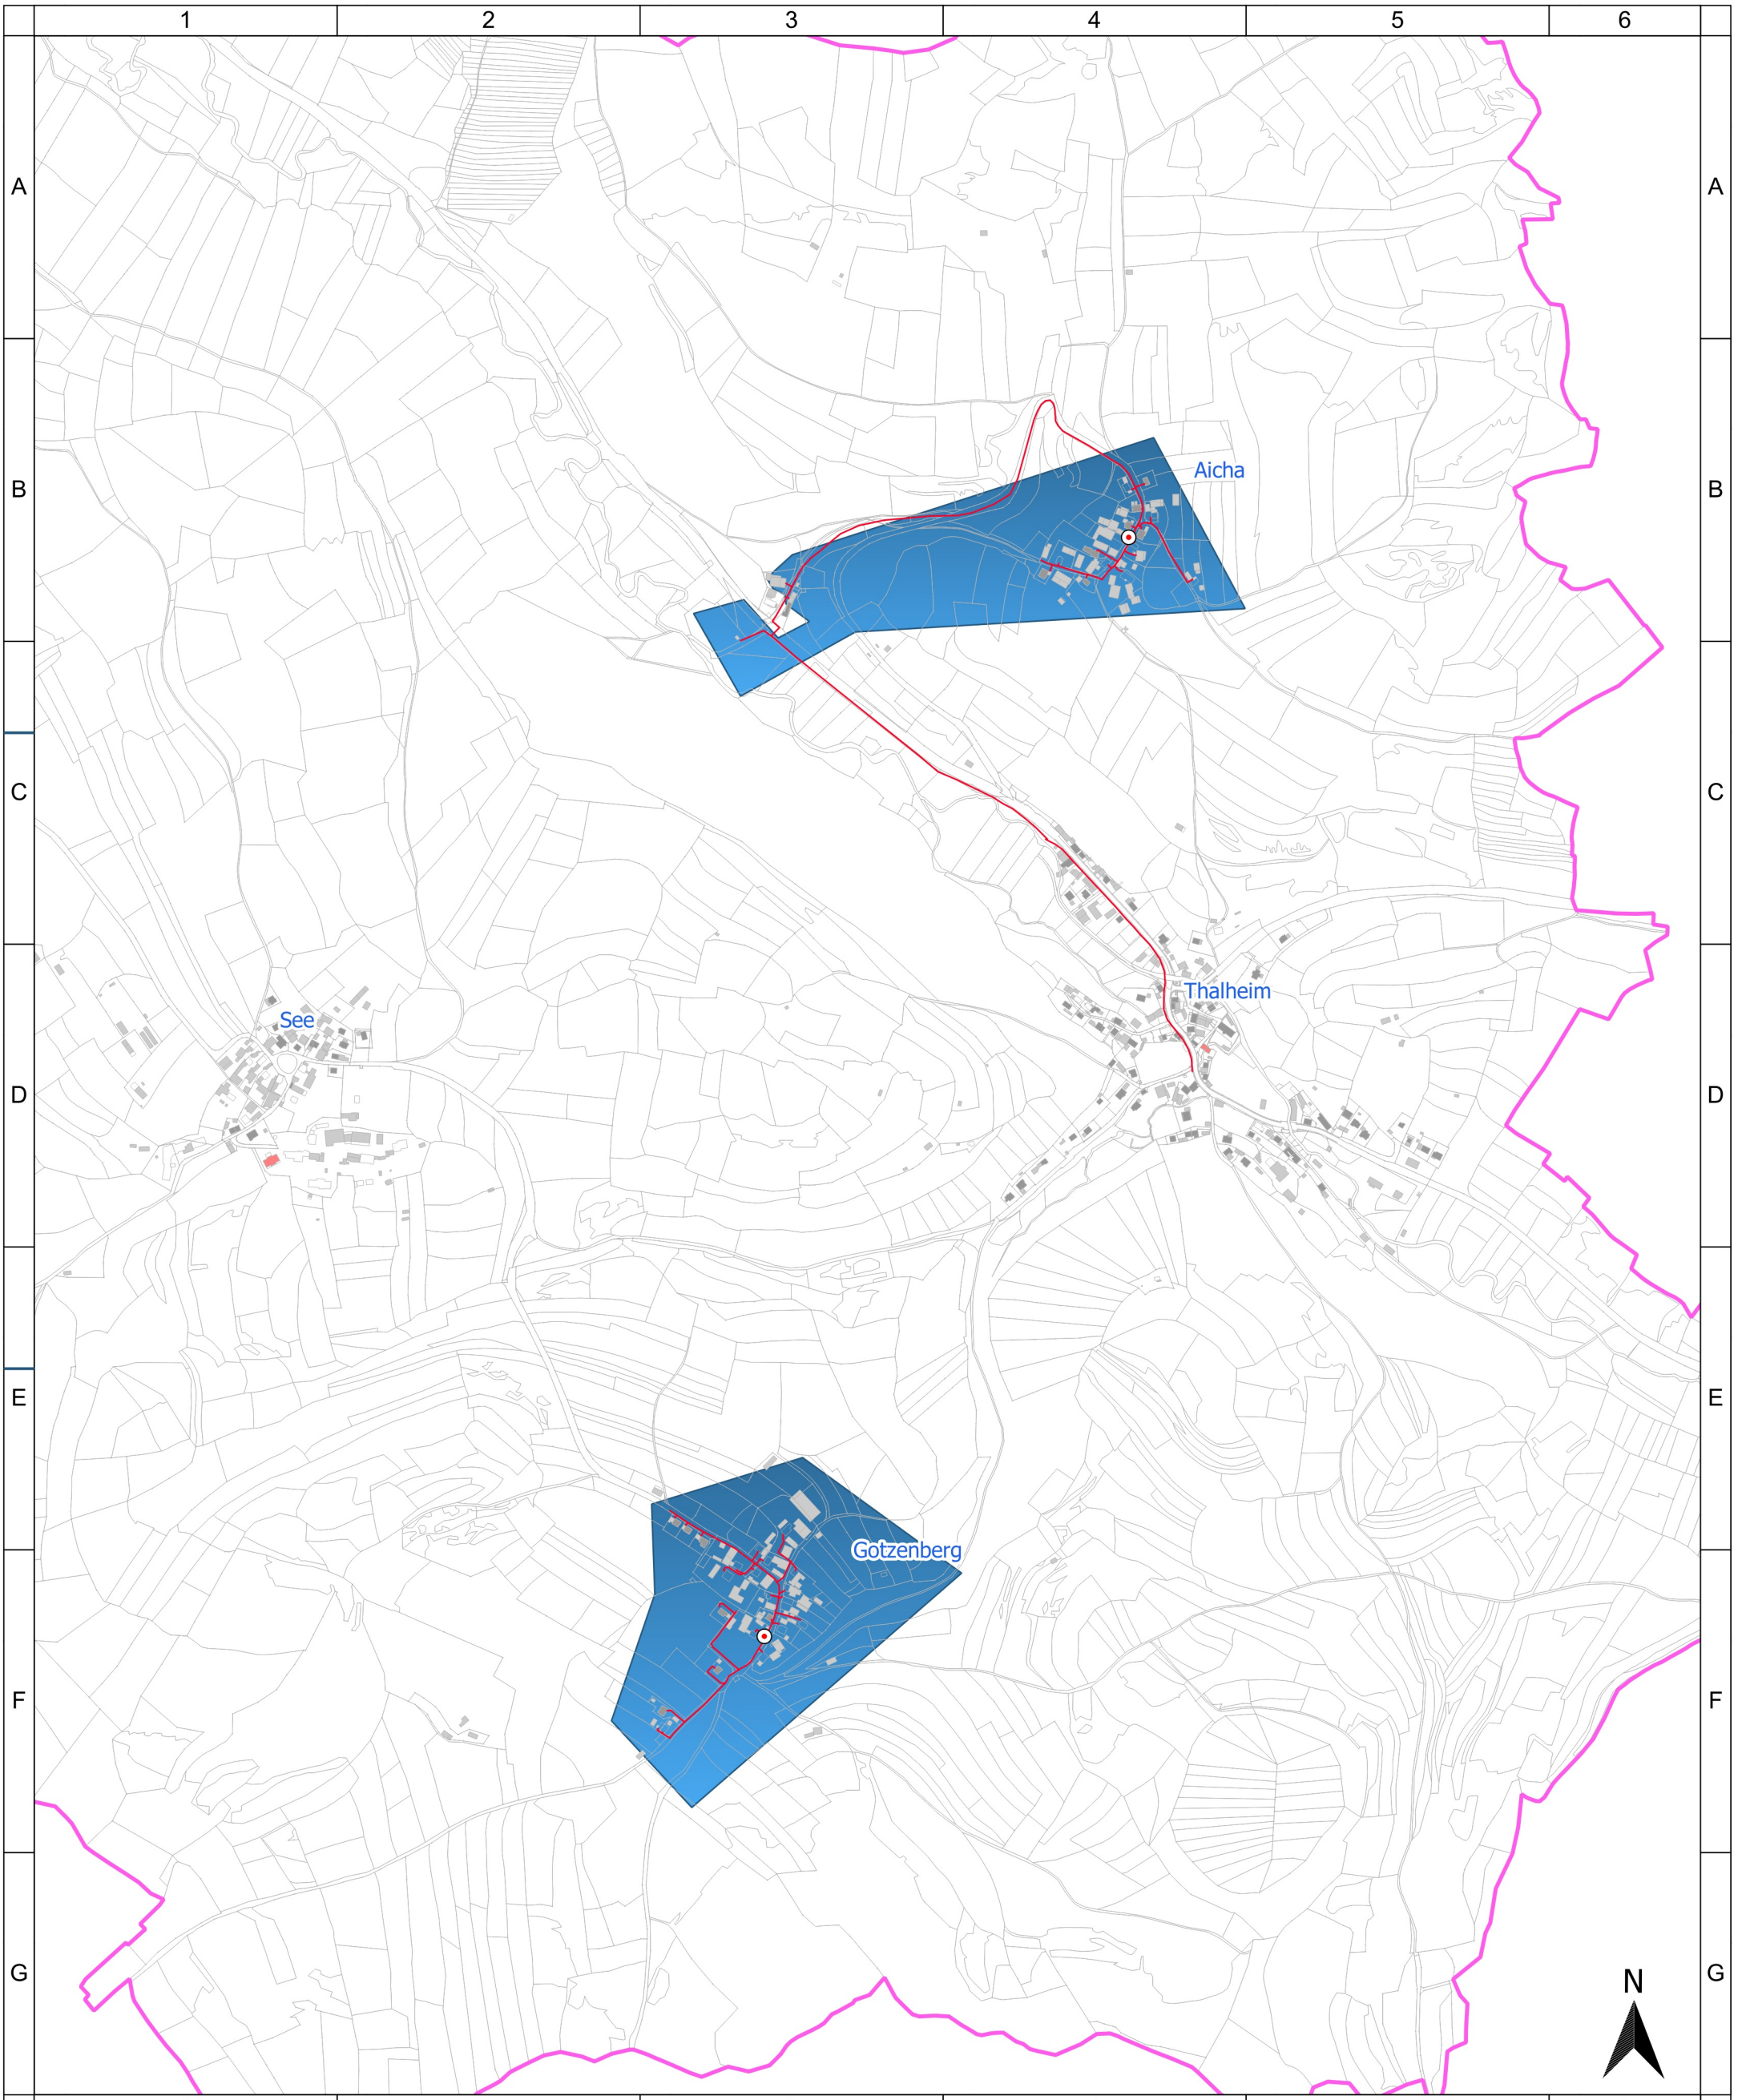 1 2 3 4 5 6
A A
B Aicha B
C C
Thalheim
See
D D
E E
Gotzenberg
F F
N
G G